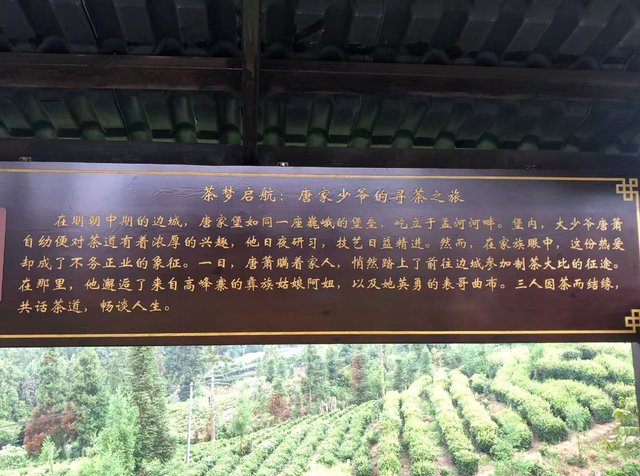 茶梦启航：唐家少爷的寻茶之旅
在明朝中期的边城，唐家堡如同一座巍峨的堡垒，屹立于孟河河畔。堡内，大少爷唐萧
自幼便对茶道有着浓厚的兴趣，他日夜研习，技艺日益精进。然而，在家族眼中，这份热爱
却成了不务正业的象征。一日，唐萧瞒着家人，悄然踏上了前往边城参加制茶大比的征途。
在那里，他邂逅了来自高峰寨的彝族姑娘阿妞，以及她英勇的表哥曲布。三人因茶而结缘，
共话茶道，畅谈人生。